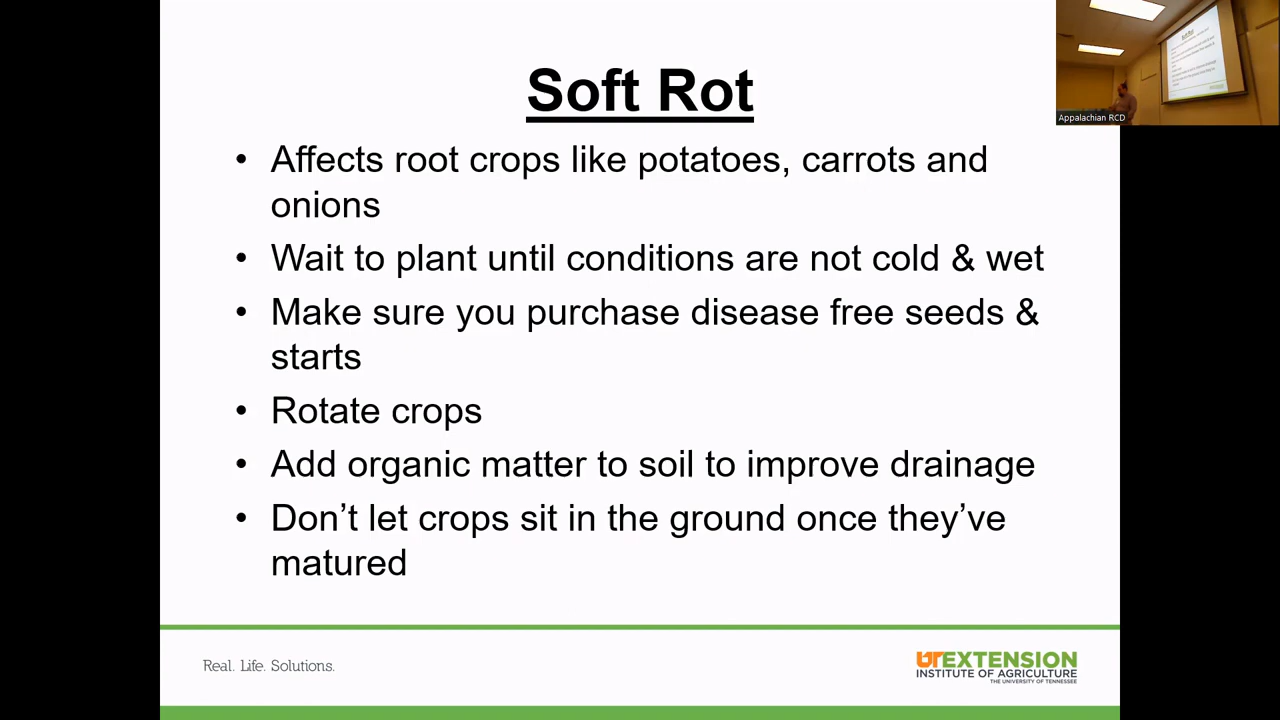 Soft Rot
• Affects root crops like potatoes, carrots and
onions
• Wait to plant until conditions are not cold & wet
• Make sure you purchase disease free seeds &
starts
• Rotate crops
• Add organic matter to soil to improve drainage
• Don’t let crops sit in the ground once they’ve
matured
Real. Life. Solutions.
UT EXTENSION
INSTITUTE OF AGRICULTURE
THE UNIVERSITY OF TENNESSEE
Appalachian RCD